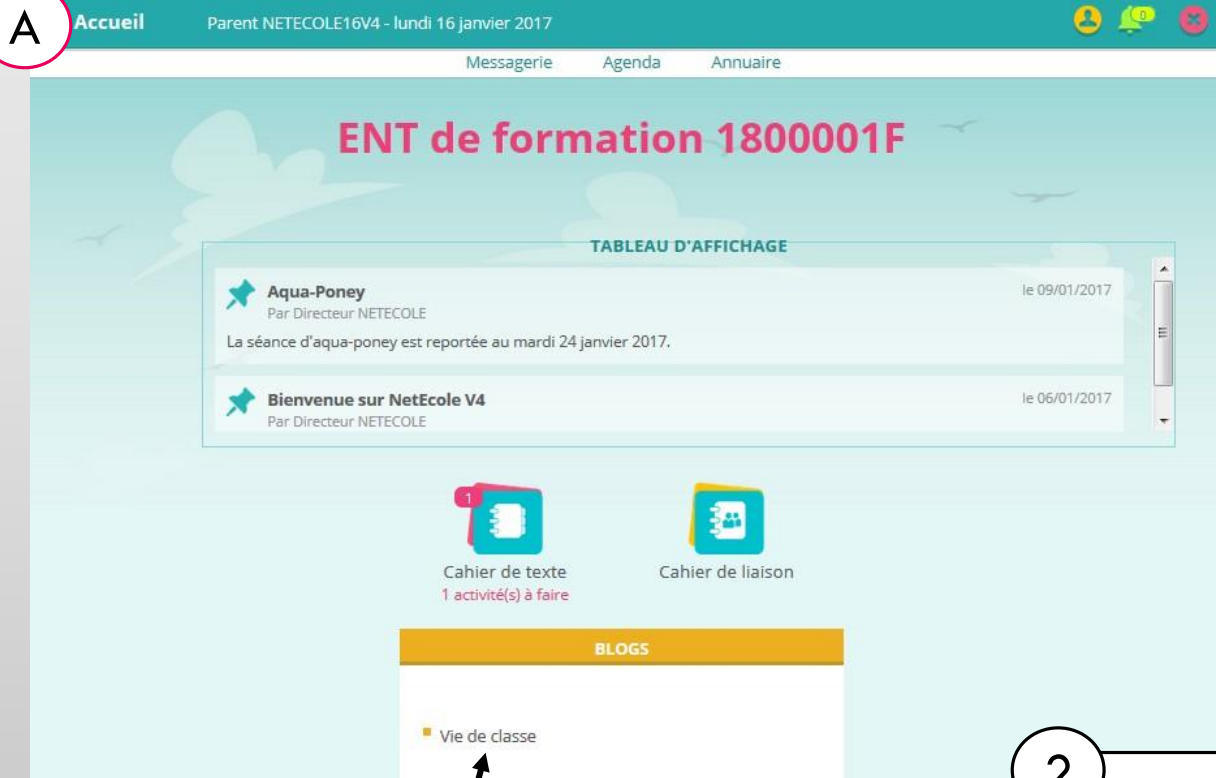 A
Accueil Parent NETECOLE16V4 - lundi 16 janvier 2017 0
Messagerie Agenda Annuaire
ENT de formation 1800001F
TABLEAU D'AFFICHAGE
Aqua-Poney le 09/01/2017
Par Directeur NETECOLE
La séance d'aqua-poney est reportée au mardi 24 janvier 2017.
Bienvenue sur NetEcole V4 le 06/01/2017
Par Directeur NETECOLE
1
Cahier de texte Cahier de liaison
1 activité(s) à faire
BLOGS
Vie de classe
2